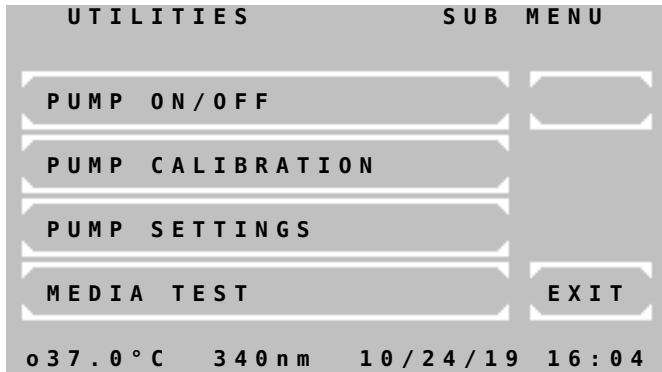 UTILITIES SUB MENU
PUMP ON/OFF
PUMP CALIBRATION
PUMP SETTINGS
MEDIA TEST EXIT
o37.0°C 340nm 10/24/19 16:04